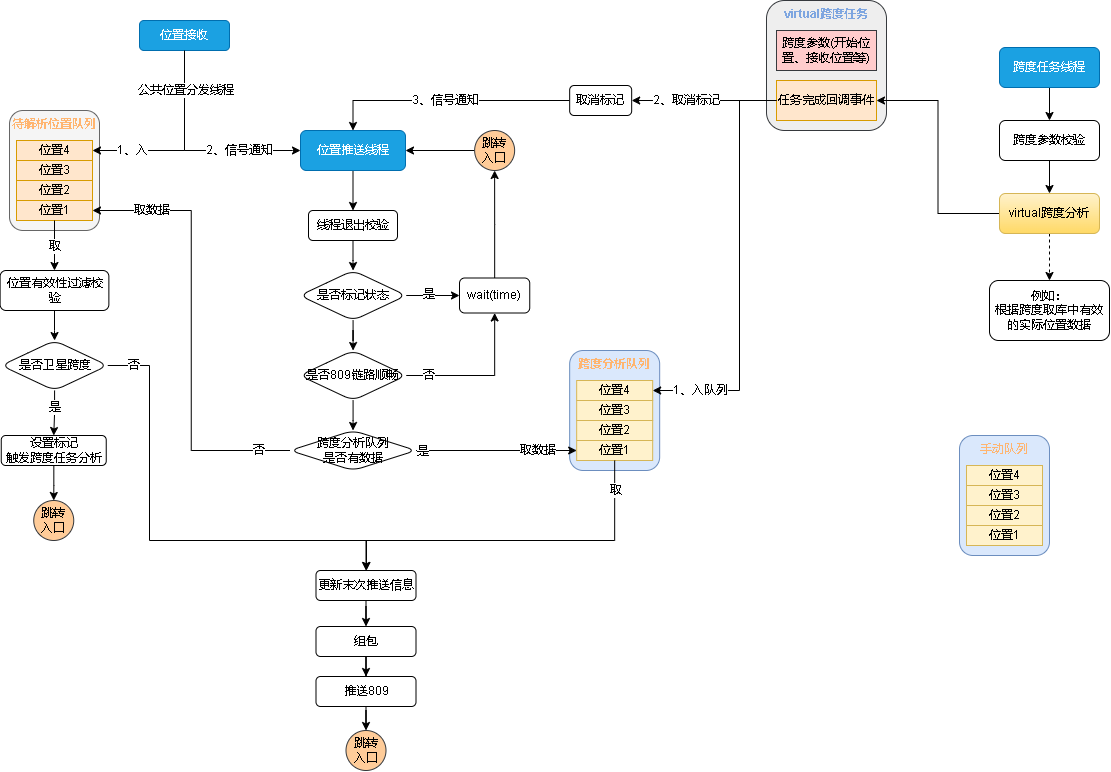 virtual跨度任务
跨度参数(开始位
置、接收位置等)
任务完成回调事件
位置接收
公共位置分发线程
跨度任务线程
跨度参数校验
virtual跨度分析
例如：
根据跨度取库中有效
的实际位置数据
3、信号通知
取消标记
2、取消标记
待解析位置队列
位置4
位置3
位置2
位置1
1、入
2、信号通知
位置推送线程
跳转
入口
取数据
取
线程退出校验
位置有效性过滤校
验
是否标记状态
是
wait(time)
是否卫星跨度
否
是否809链路顺畅
否
跨度分析队列
位置4
位置3
位置2
位置1
1、入队列
是
设置标记
触发跨度任务分析
否
跨度分析队列
是否有数据
是
取数据
取
手动队列
位置4
位置3
位置2
位置1
跳转
入口
更新末次推送信息
组包
推送809
跳转
入口